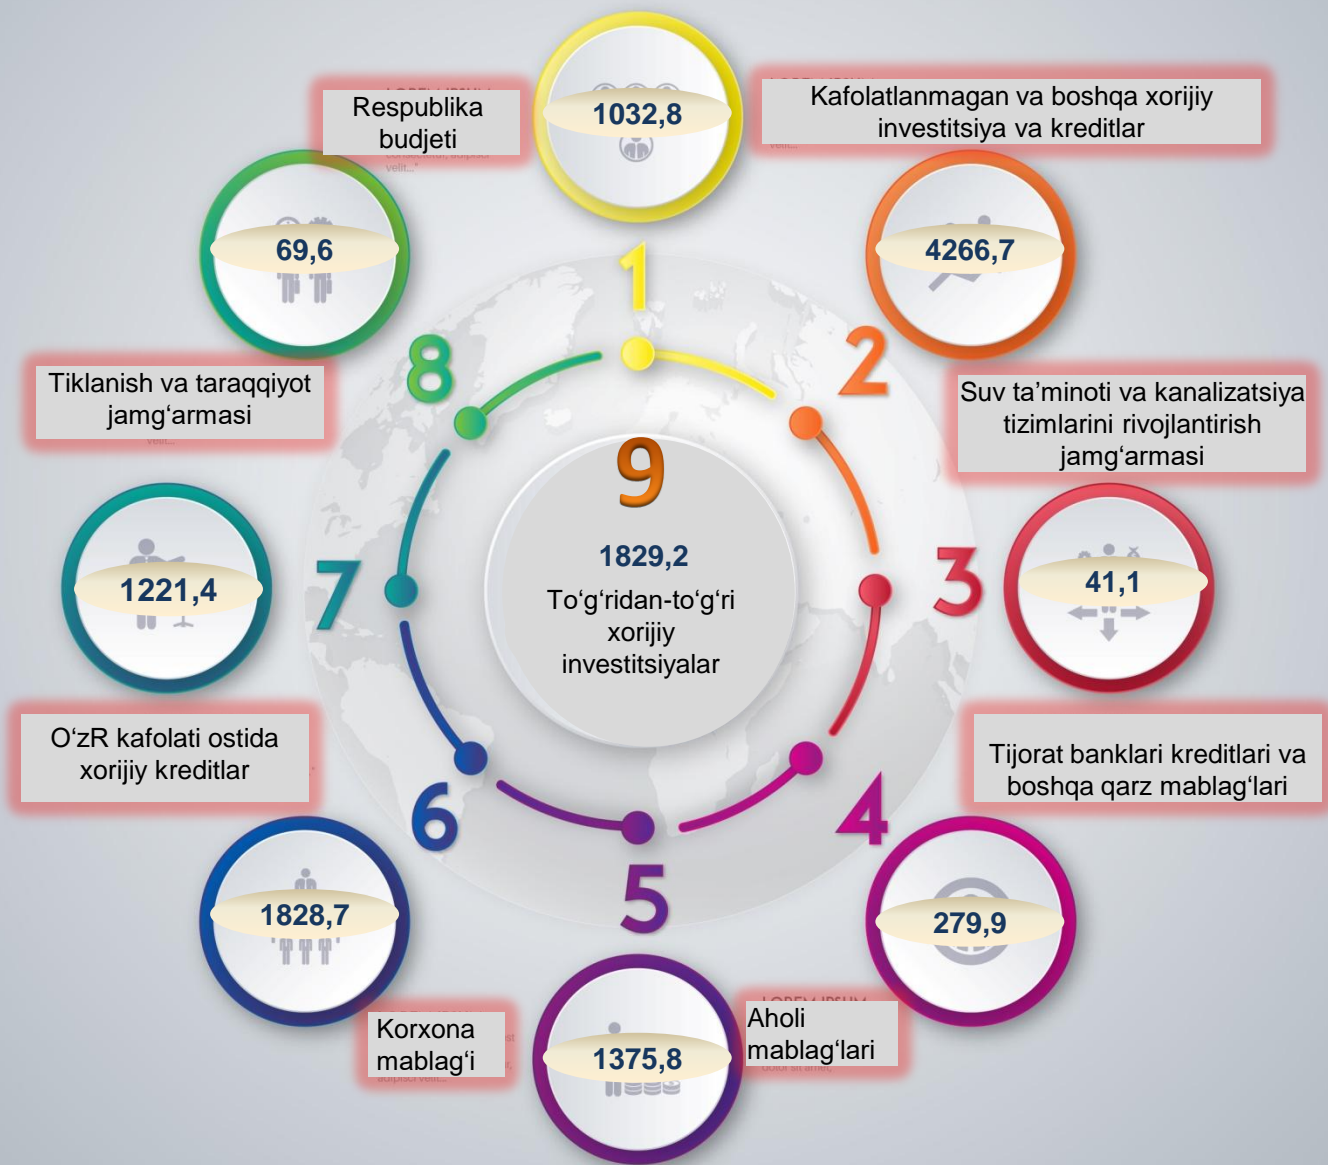 Respublika
budjeti
1032,8
1
Kafolatlanmagan va boshqa xorijiy
investitsiya va kreditlar
4266,7
2
Suv ta’minoti va kanalizatsiya
tizimlarini rivojlantirish
jamg‘armasi
41,1
3
Tijorat banklari kreditlari va
boshqa qarz mablag‘lari
279,9
4
Aholi
mablag‘lari
1375,8
5
Korxona
mablag‘i
1828,7
6
O‘zR kafolati ostida
xorijiy kreditlar
1221,4
7
Tiklanish va taraqqiyot
jamg‘armasi
69,6
8
velit..."
9
1829,2
To‘g‘ridan-to‘g‘ri
xorijiy
investitsiyalar